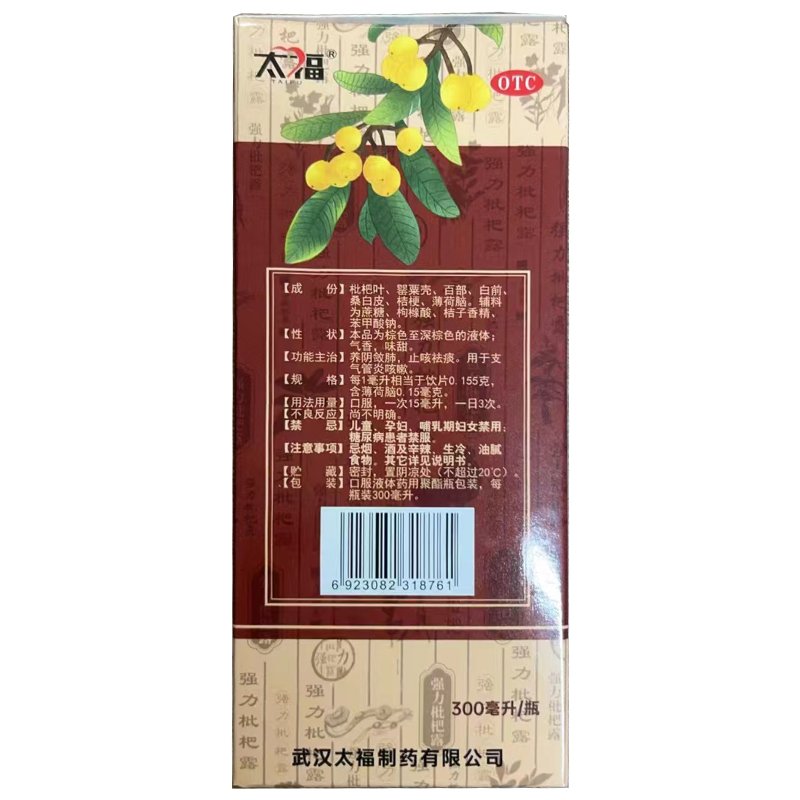 太福®
TAIFU
OTC
【成　份】枇杷叶、罂粟壳、百部、白前、
桑白皮、桔梗、薄荷脑。辅料
为蔗糖、枸橼酸、桔子香精、
苯甲酸钠。
【性　状】本品为棕色至深棕色的液体；
气香，味甜。
【功能主治】养阴敛肺，止咳祛痰。用于支
气管炎咳嗽。
【规　格】每1毫升相当于饮片0.155克，
含薄荷脑0.15毫克。
【用法用量】口服，一次15毫升，一日3次。
【不良反应】尚不明确。
【禁　忌】儿童、孕妇、哺乳期妇女禁用；
糖尿病患者禁服。
【注意事项】忌烟、酒及辛辣、生冷、油腻
食物。其它详见说明书。
【贮　藏】密封，置阴凉处（不超过20℃）。
【包　装】口服液体药用聚酯瓶包装，每
瓶装300毫升。
6 923082 318761
强力枇杷露
强力枇杷露
强力枇杷露
300毫升/瓶
武汉太福制药有限公司